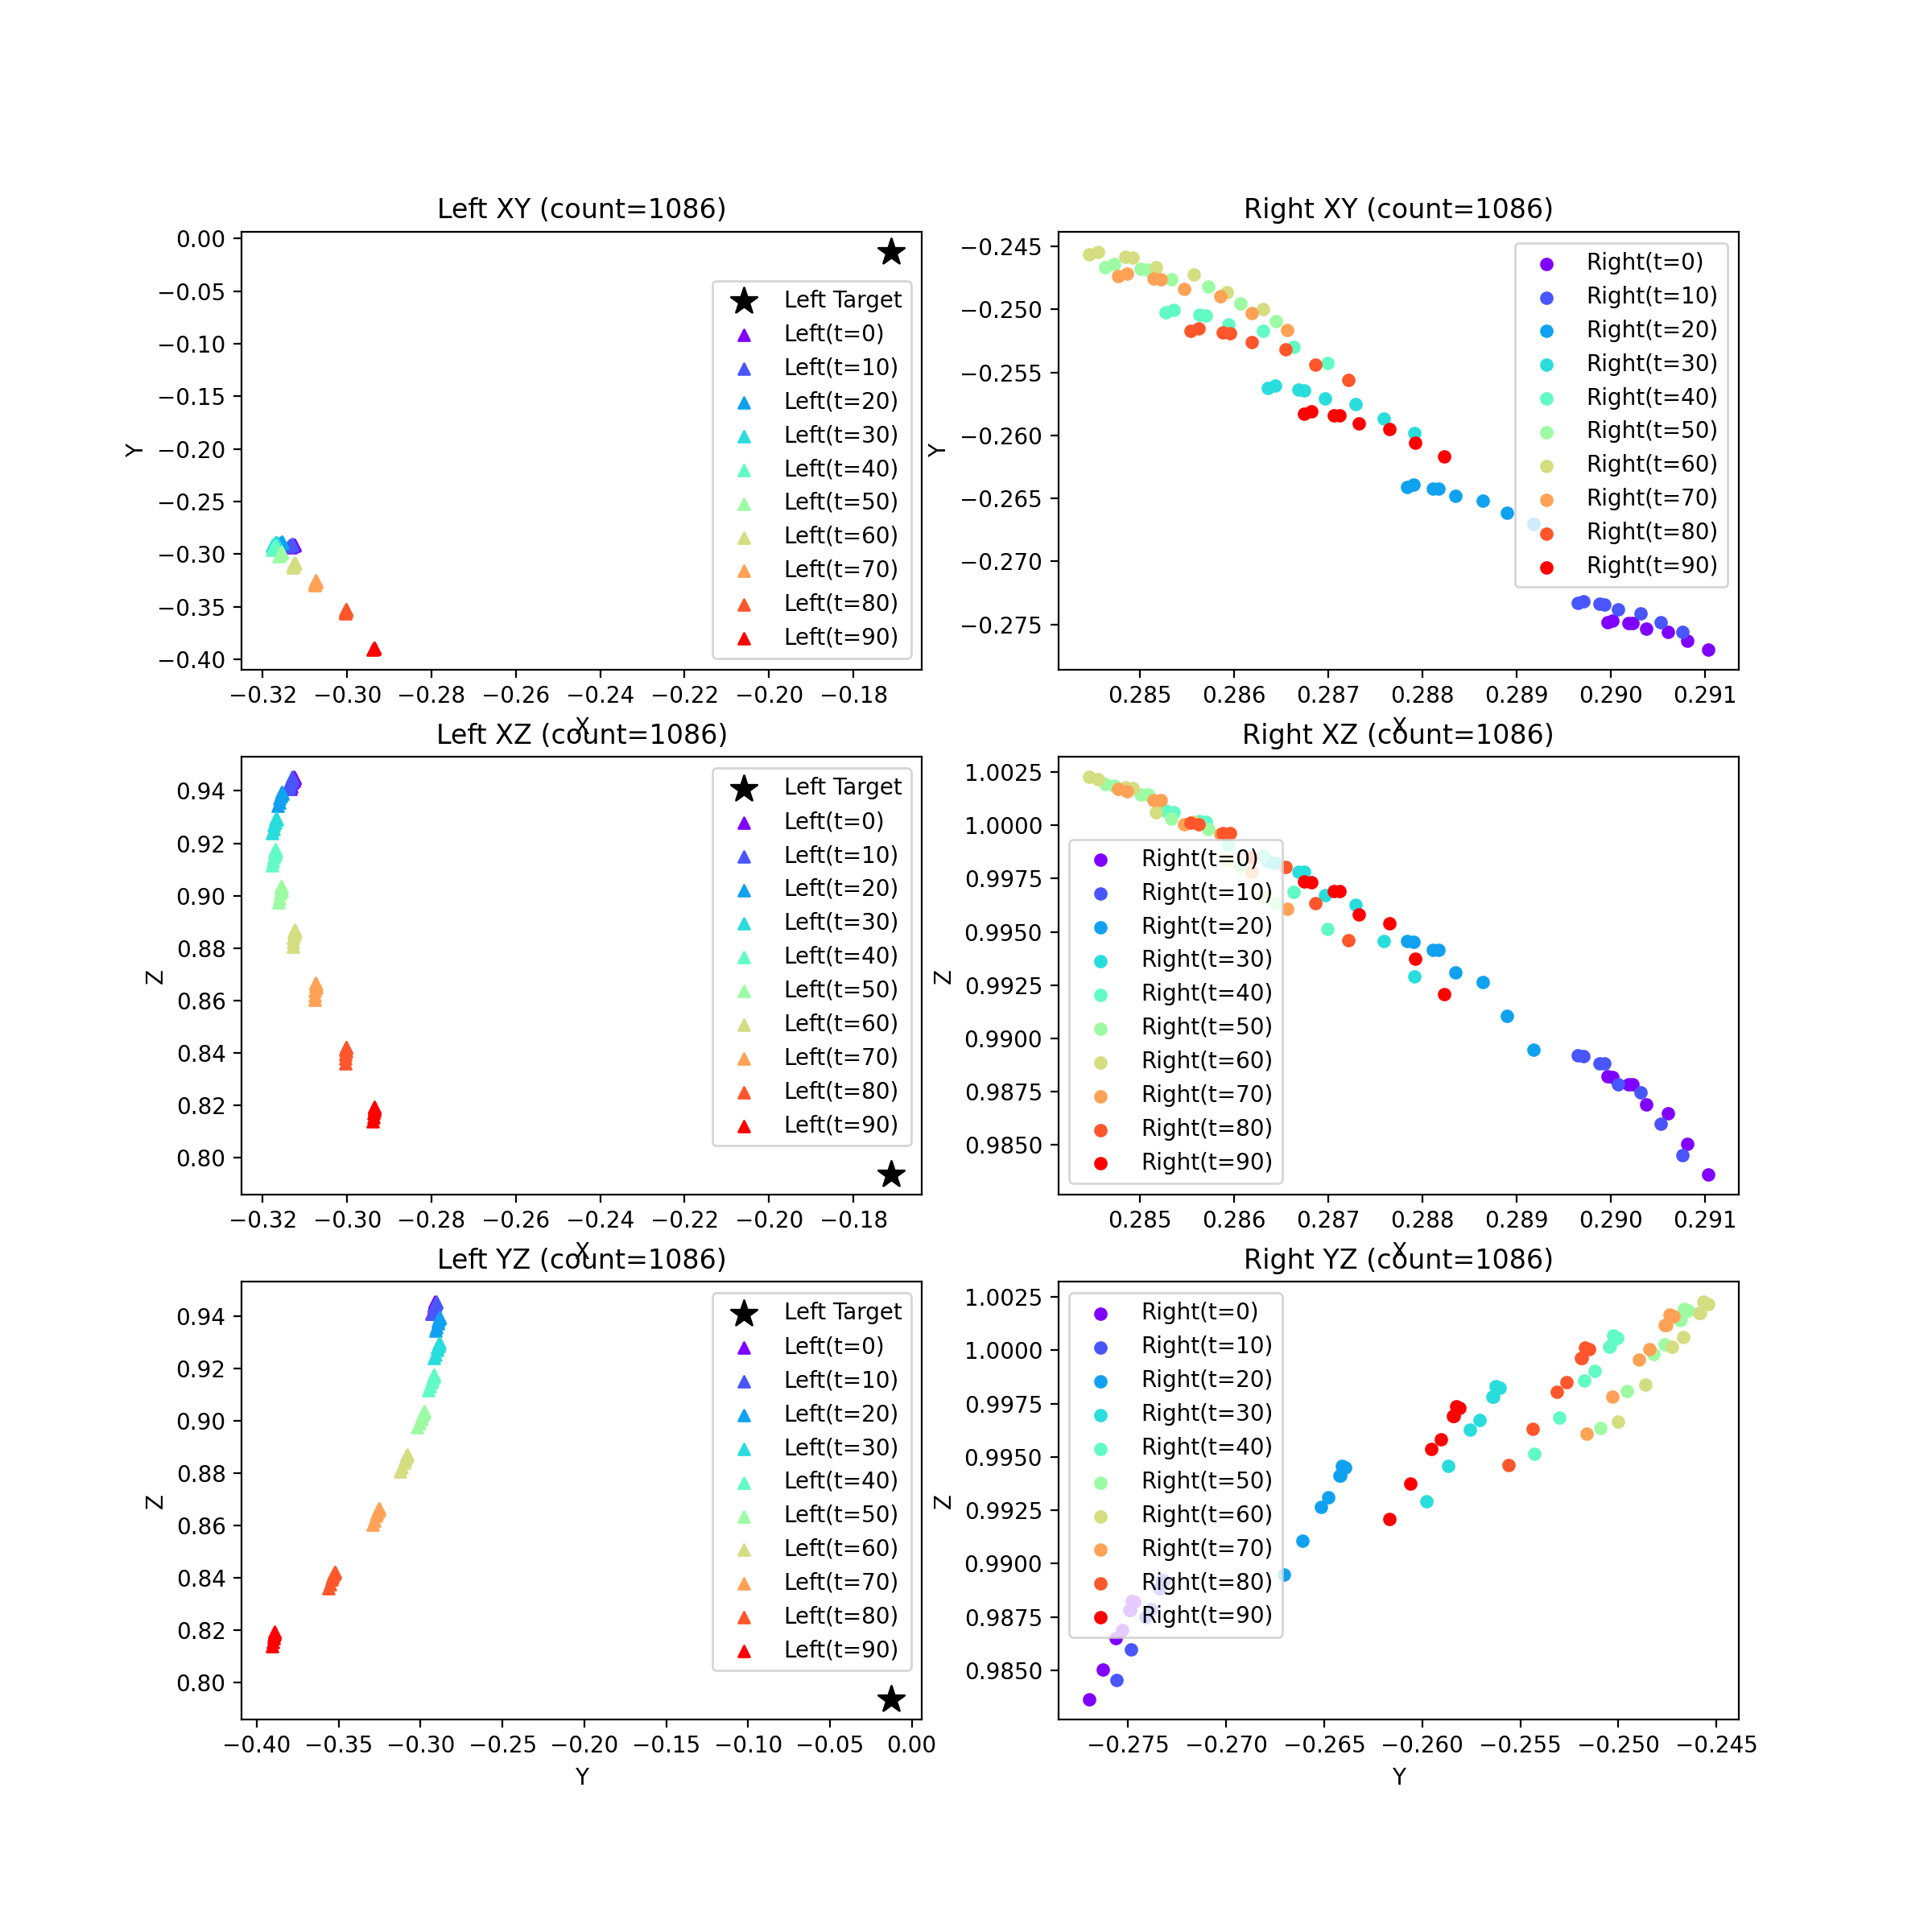 Left XY (count=1086)
0.00
−0.05
−0.10
−0.15
−0.20
−0.25
−0.30
−0.35
−0.40
Y
Left Target
Left(t=0)
Left(t=10)
Left(t=20)
Left(t=30)
Left(t=40)
Left(t=50)
Left(t=60)
Left(t=70)
Left(t=80)
Left(t=90)
−0.32 −0.30 −0.28 −0.26 −0.24 −0.22 −0.20 −0.18
X
Right XY (count=1086)
−0.245
−0.250
−0.255
−0.260
−0.265
−0.270
−0.275
Y
Right(t=0)
Right(t=10)
Right(t=20)
Right(t=30)
Right(t=40)
Right(t=50)
Right(t=60)
Right(t=70)
Right(t=80)
Right(t=90)
0.285 0.286 0.287 0.288 0.289 0.290 0.291
X
Left XZ (count=1086)
0.94
0.92
0.90
0.88
0.86
0.84
0.82
0.80
Z
Left Target
Left(t=0)
Left(t=10)
Left(t=20)
Left(t=30)
Left(t=40)
Left(t=50)
Left(t=60)
Left(t=70)
Left(t=80)
Left(t=90)
−0.32 −0.30 −0.28 −0.26 −0.24 −0.22 −0.20 −0.18
X
Right XZ (count=1086)
1.0025
1.0000
0.9975
0.9950
0.9925
0.9900
0.9875
0.9850
Z
Right(t=0)
Right(t=10)
Right(t=20)
Right(t=30)
Right(t=40)
Right(t=50)
Right(t=60)
Right(t=70)
Right(t=80)
Right(t=90)
0.285 0.286 0.287 0.288 0.289 0.290 0.291
X
Left YZ (count=1086)
0.94
0.92
0.90
0.88
0.86
0.84
0.82
0.80
Z
Left Target
Left(t=0)
Left(t=10)
Left(t=20)
Left(t=30)
Left(t=40)
Left(t=50)
Left(t=60)
Left(t=70)
Left(t=80)
Left(t=90)
−0.40 −0.35 −0.30 −0.25 −0.20 −0.15 −0.10 −0.05 0.00
Y
Right YZ (count=1086)
1.0025
1.0000
0.9975
0.9950
0.9925
0.9900
0.9875
0.9850
Z
Right(t=0)
Right(t=10)
Right(t=20)
Right(t=30)
Right(t=40)
Right(t=50)
Right(t=60)
Right(t=70)
Right(t=80)
Right(t=90)
−0.275 −0.270 −0.265 −0.260 −0.255 −0.250 −0.245
Y